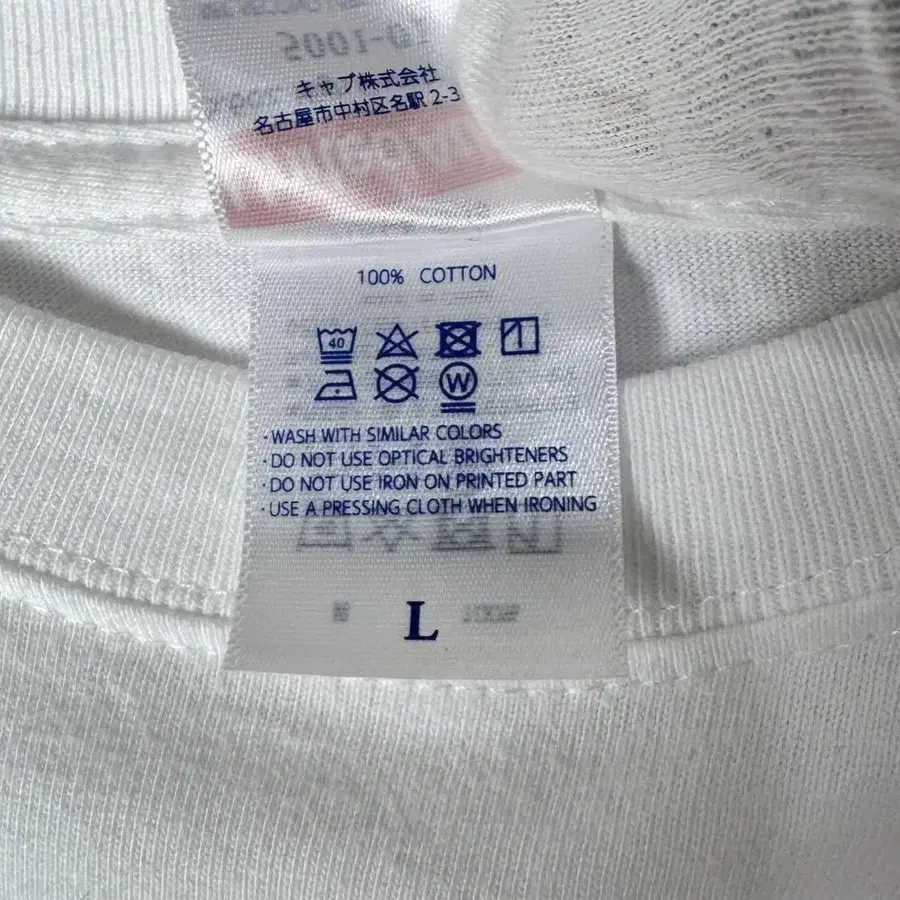 5001-0
キャブ株式会社
名古屋市中村区名駅 2-3
100% COTTON
40
W
·WASH WITH SIMILAR COLORS
·DO NOT USE OPTICAL BRIGHTENERS
·DO NOT USE IRON ON PRINTED PART
·USE A PRESSING CLOTH WHEN IRONING
L